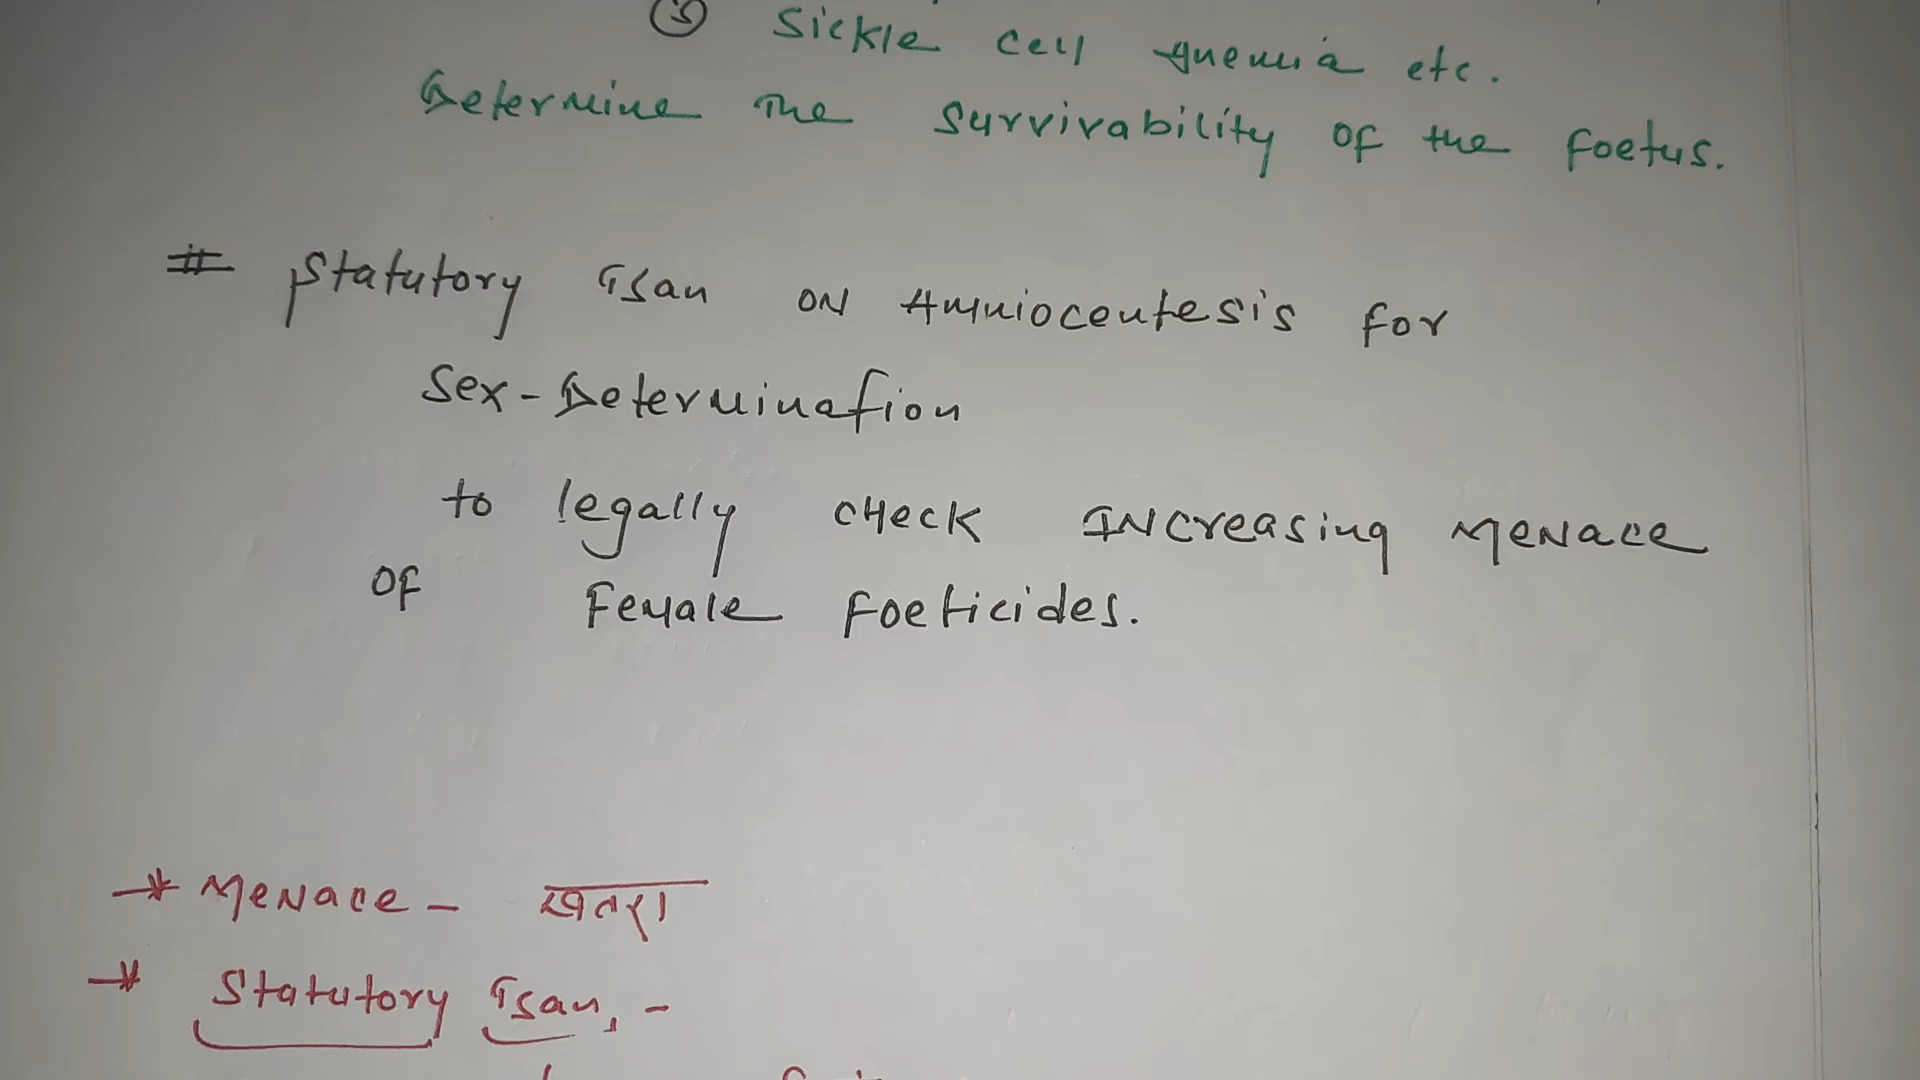 ③ Sickle cell anemia etc.
Determine the survivability of the foetus.
# Statutory Ban ON Amniocentesis for
Sex-Determination
to legally CHeck INcreasing MeNace
OF Female Foeticides.
→* MeNace - खतरा
→* Statutory Ban, -